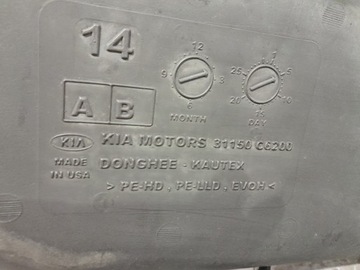 14
12
9 3
6
MONTH
25 5
20 10
15
DAY
A B
KIA KIA MOTORS 31150 C6200
MADE IN USA
DONGHEE - KAUTEX
> PE-HD, PE-LLD, EVOH <